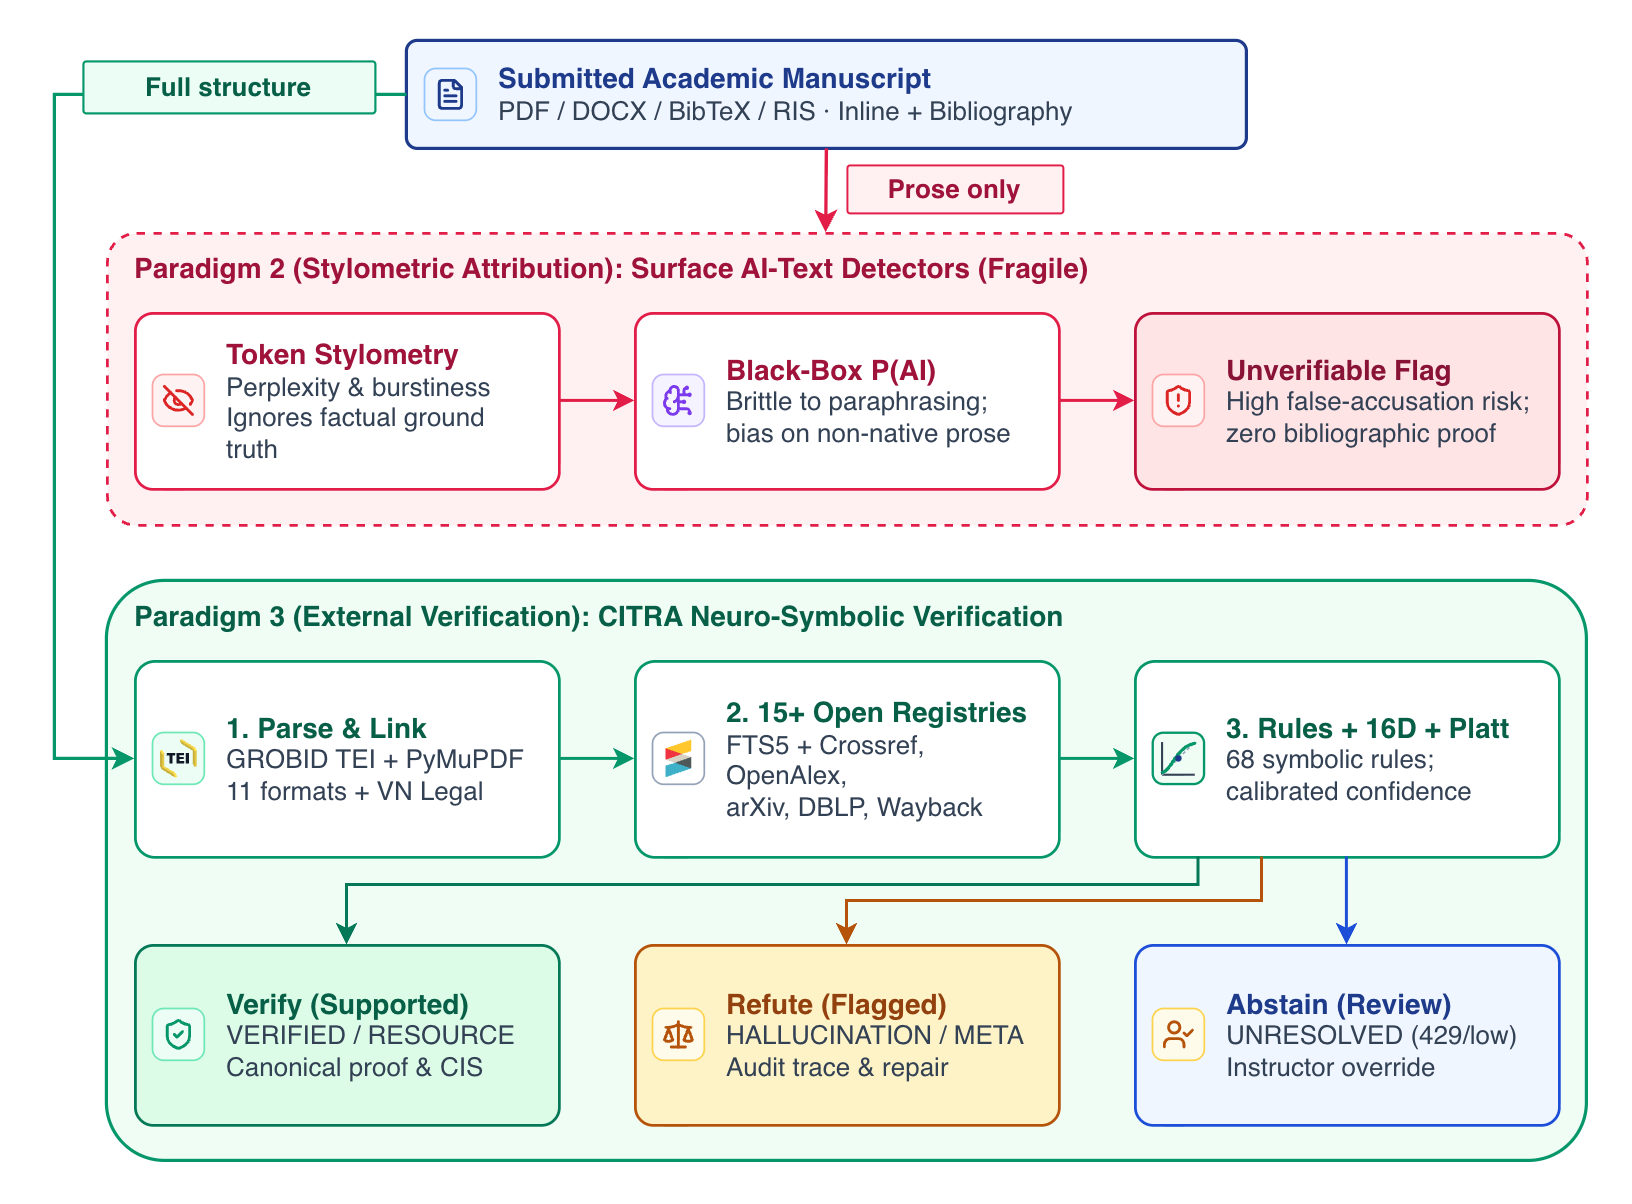 Full structure
Submitted Academic Manuscript
PDF / DOCX / BibTeX / RIS · Inline + Bibliography
Prose only
Paradigm 2 (Stylometric Attribution): Surface AI-Text Detectors (Fragile)
Token Stylometry
Perplexity & burstiness
Ignores factual ground
truth
Black-Box P(AI)
Brittle to paraphrasing;
bias on non-native prose
Unverifiable Flag
High false-accusation risk;
zero bibliographic proof
Paradigm 3 (External Verification): CITRA Neuro-Symbolic Verification
TEI
1. Parse & Link
GROBID TEI + PyMuPDF
11 formats + VN Legal
2. 15+ Open Registries
FTS5 + Crossref,
OpenAlex,
arXiv, DBLP, Wayback
3. Rules + 16D + Platt
68 symbolic rules;
calibrated confidence
Verify (Supported)
VERIFIED / RESOURCE
Canonical proof & CIS
Refute (Flagged)
HALLUCINATION / META
Audit trace & repair
Abstain (Review)
UNRESOLVED (429/low)
Instructor override